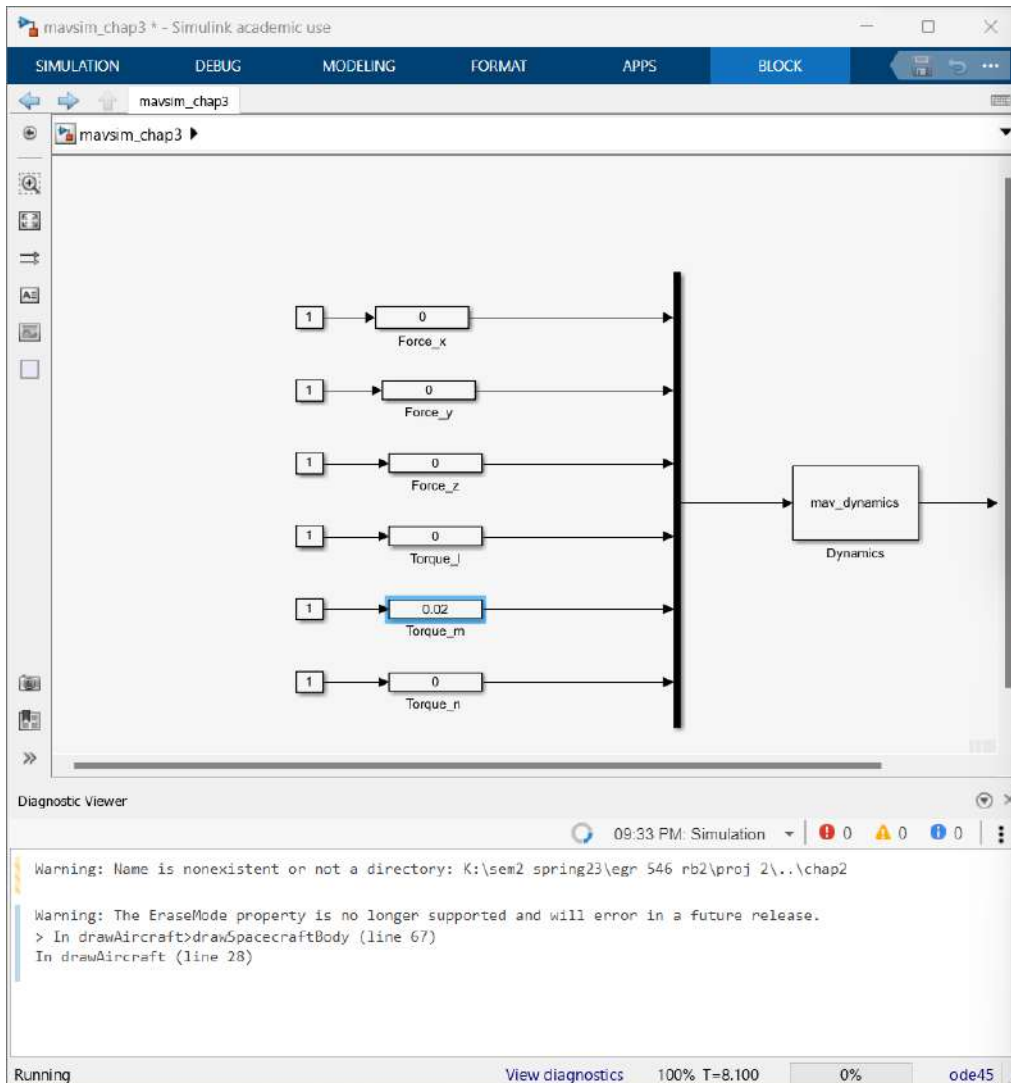 mavsim_chap3 * - Simulink academic use
SIMULATION DEBUG MODELING FORMAT APPS BLOCK
mavsim_chap3
mavsim_chap3
1 0
Force_x
1 0
Force_y
1 0
Force_z
1 0
Torque_l
1 0.02
Torque_m
1 0
Torque_n
mav_dynamics
Dynamics
Diagnostic Viewer
09:33 PM: Simulation 0 0 0
Warning: Name is nonexistent or not a directory: K:\sem2 spring23\egr 546 rb2\proj 2\..\chap2
Warning: The EraseMode property is no longer supported and will error in a future release.
> In drawAircraft>drawSpacecraftBody (line 67)
In drawAircraft (line 28)
Running View diagnostics 100% T=8.100 0% ode45